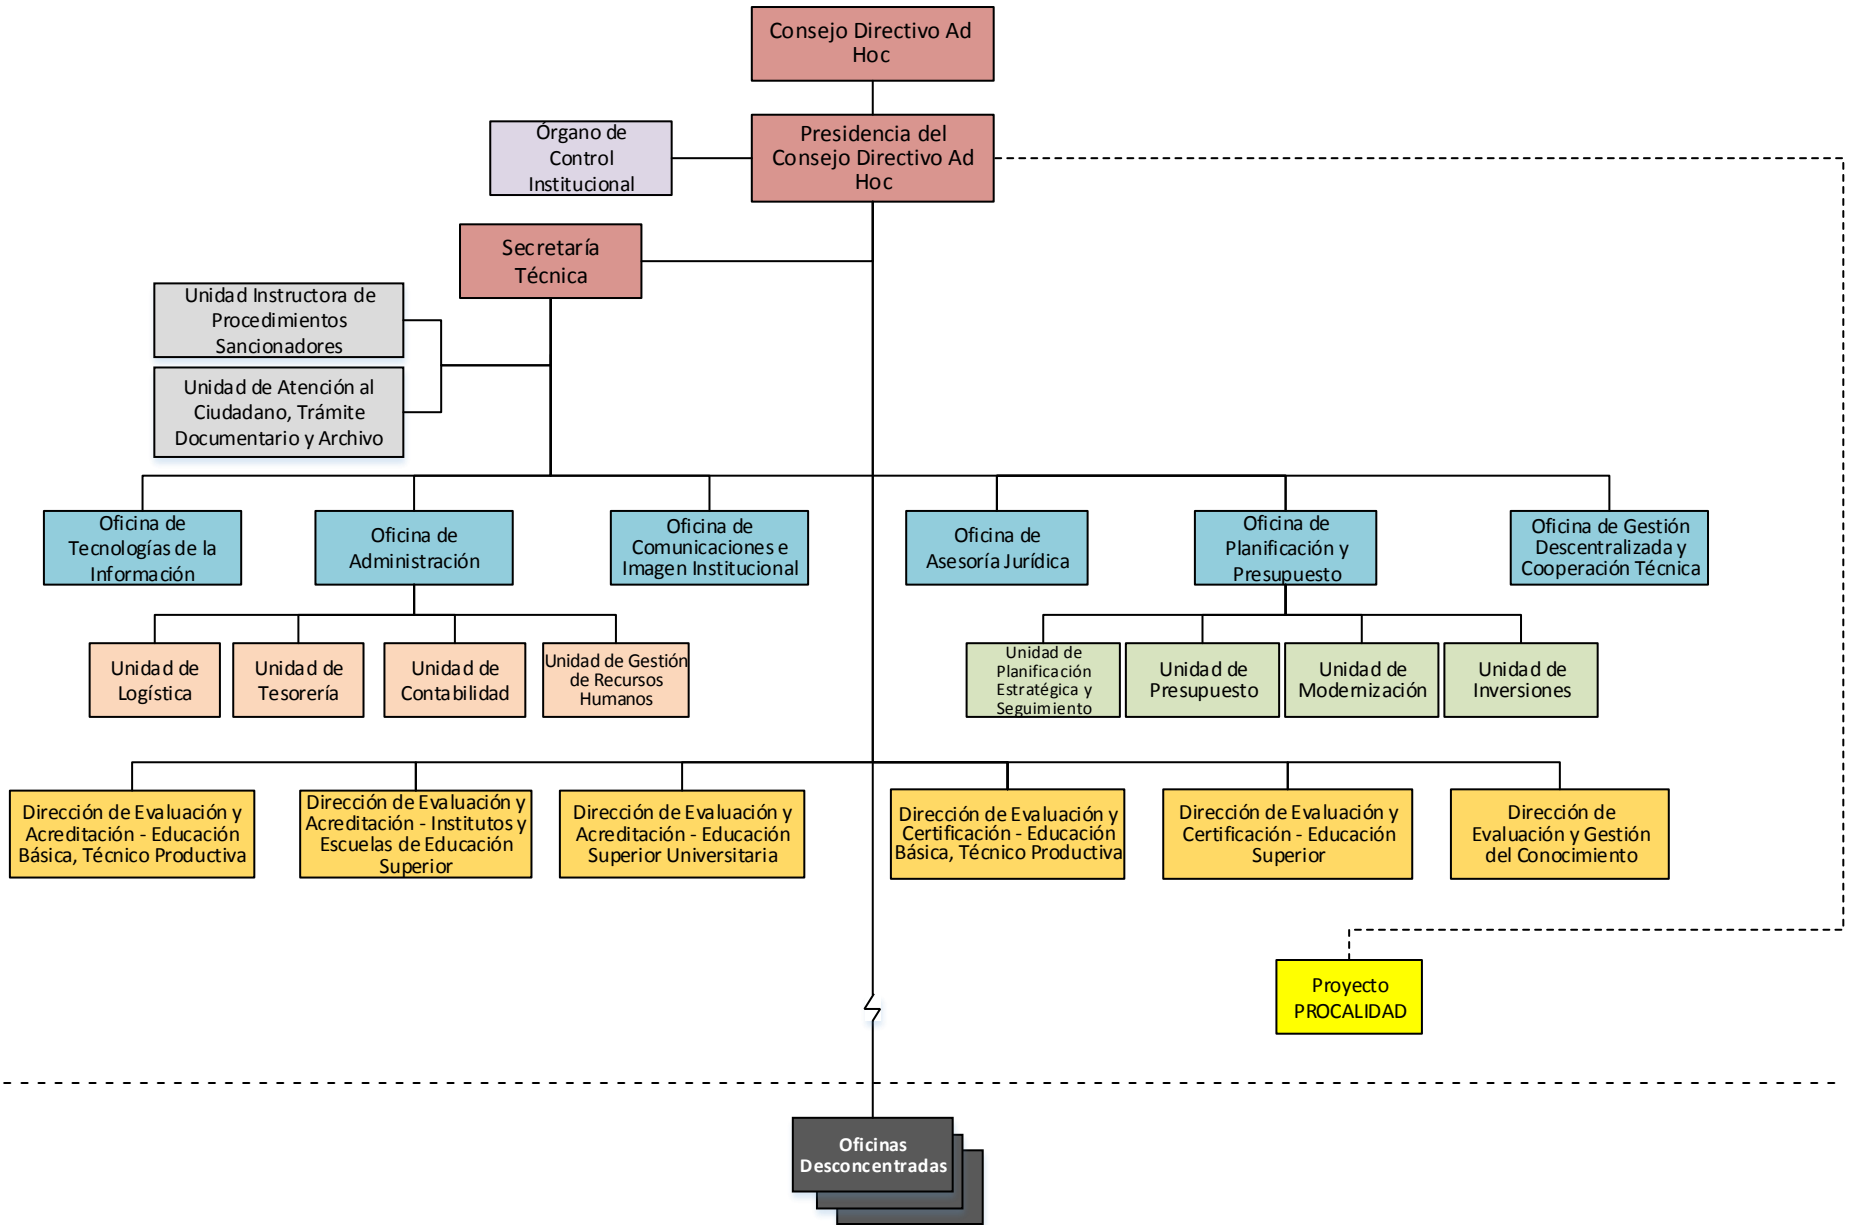 Consejo Directivo Ad
Hoc
Órgano de
Control
Institucional
Presidencia del
Consejo Directivo Ad
Hoc
Secretaría
Técnica
Unidad Instructora de
Procedimientos
Sancionadores
Unidad de Atención al
Ciudadano, Trámite
Documentario y Archivo
Oficina de
Tecnologías de la
Información
Oficina de
Administración
Oficina de
Comunicaciones e
Imagen Institucional
Oficina de
Asesoría Jurídica
Oficina de
Planificación y
Presupuesto
Oficina de Gestión
Descentralizada y
Cooperación Técnica
Unidad de
Logística
Unidad de
Tesorería
Unidad de
Contabilidad
Unidad de Gestión
de Recursos
Humanos
Unidad de
Planificación
Estratégica y
Seguimiento
Unidad de
Presupuesto
Unidad de
Modernización
Unidad de
Inversiones
Dirección de Evaluación y
Acreditación - Educación
Básica, Técnico Productiva
Dirección de Evaluación y
Acreditación - Institutos y
Escuelas de Educación
Superior
Dirección de Evaluación y
Acreditación - Educación
Superior Universitaria
Dirección de Evaluación y
Certificación - Educación
Básica, Técnico Productiva
Dirección de Evaluación y
Certificación - Educación
Superior
Dirección de
Evaluación y Gestión
del Conocimiento
Proyecto
PROCALIDAD
Oficinas
Desconcentradas